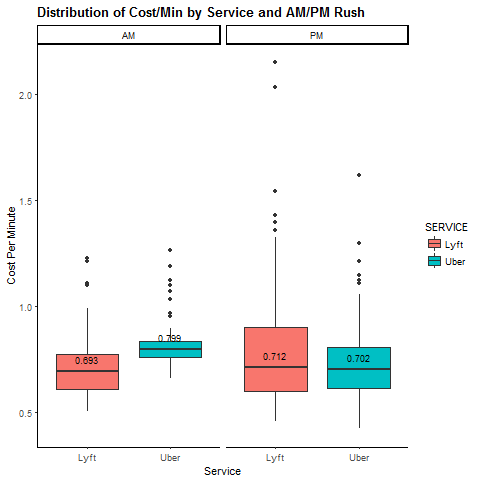 Distribution of Cost/Min by Service and AM/PM Rush
AM
PM
Cost Per Minute
2.0
1.5
1.0
0.5
0.693
0.799
0.712
0.702
Lyft
Uber
Lyft
Uber
Service
SERVICE
Lyft
Uber